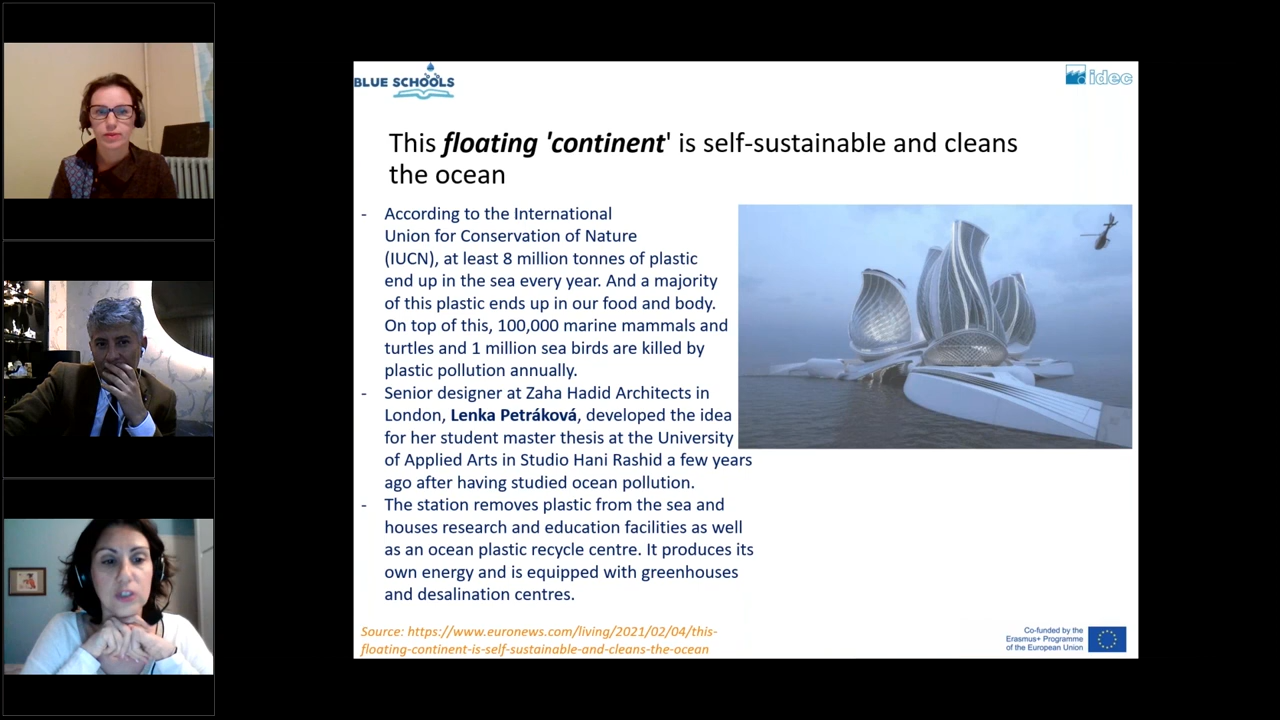 BLUE SCHOOLS
idec
This floating 'continent' is self-sustainable and cleans
the ocean
- According to the International
Union for Conservation of Nature
(IUCN), at least 8 million tonnes of plastic
end up in the sea every year. And a majority
of this plastic ends up in our food and body.
On top of this, 100,000 marine mammals and
turtles and 1 million sea birds are killed by
plastic pollution annually.
- Senior designer at Zaha Hadid Architects in
London, Lenka Petráková, developed the idea
for her student master thesis at the University
of Applied Arts in Studio Hani Rashid a few years
ago after having studied ocean pollution.
- The station removes plastic from the sea and
houses research and education facilities as well
as an ocean plastic recycle centre. It produces its
own energy and is equipped with greenhouses
and desalination centres.
Source: https://www.euronews.com/living/2021/02/04/this-
floating-continent-is-self-sustainable-and-cleans-the-ocean
Co-funded by the
Erasmus+ Programme
of the European Union